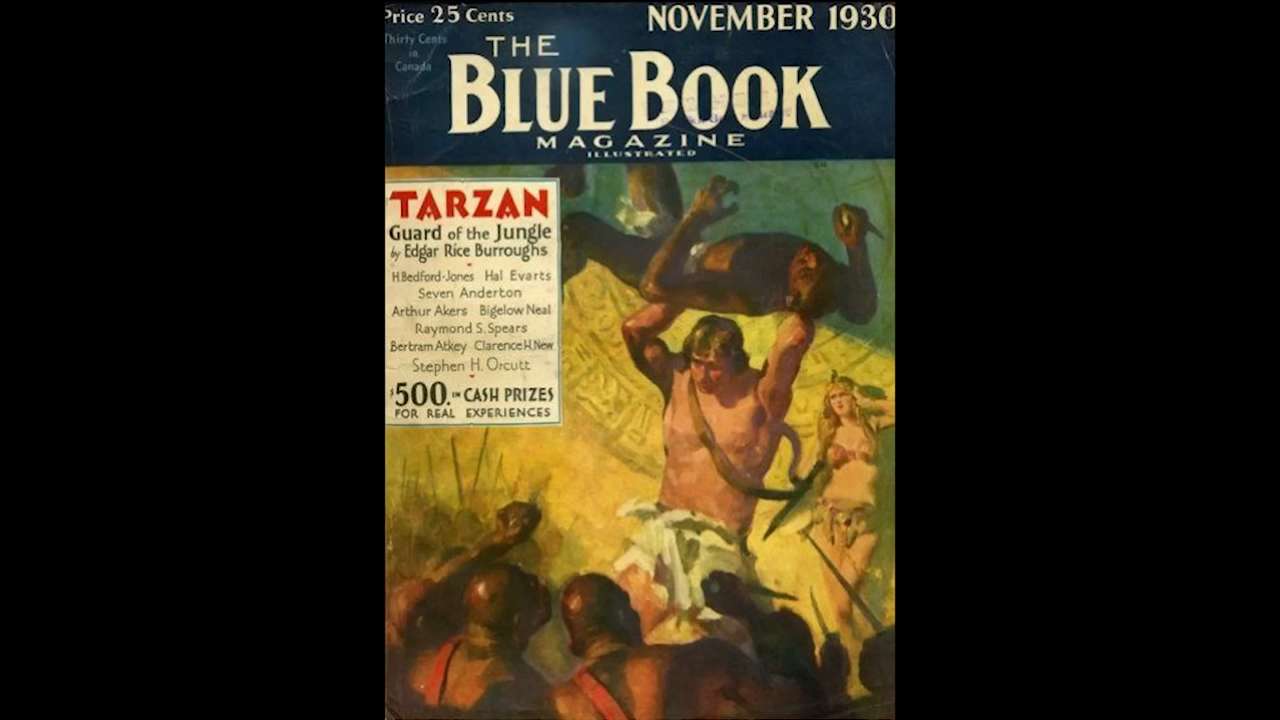 Price 25 Cents
NOVEMBER 1930
Thirty Cents
in
Canada
THE
BLUE BOOK
MAGAZINE
ILLUSTRATED
TARZAN
Guard of the Jungle
by Edgar Rice Burroughs
H. Bedford-Jones Hal Evarts
Seven Anderton
Arthur Akers Bigelow Neal
Raymond S. Spears
Bertram Atkey Clarence H. New
Stephen H. Orcutt
$500. IN CASH PRIZES
FOR REAL EXPERIENCES